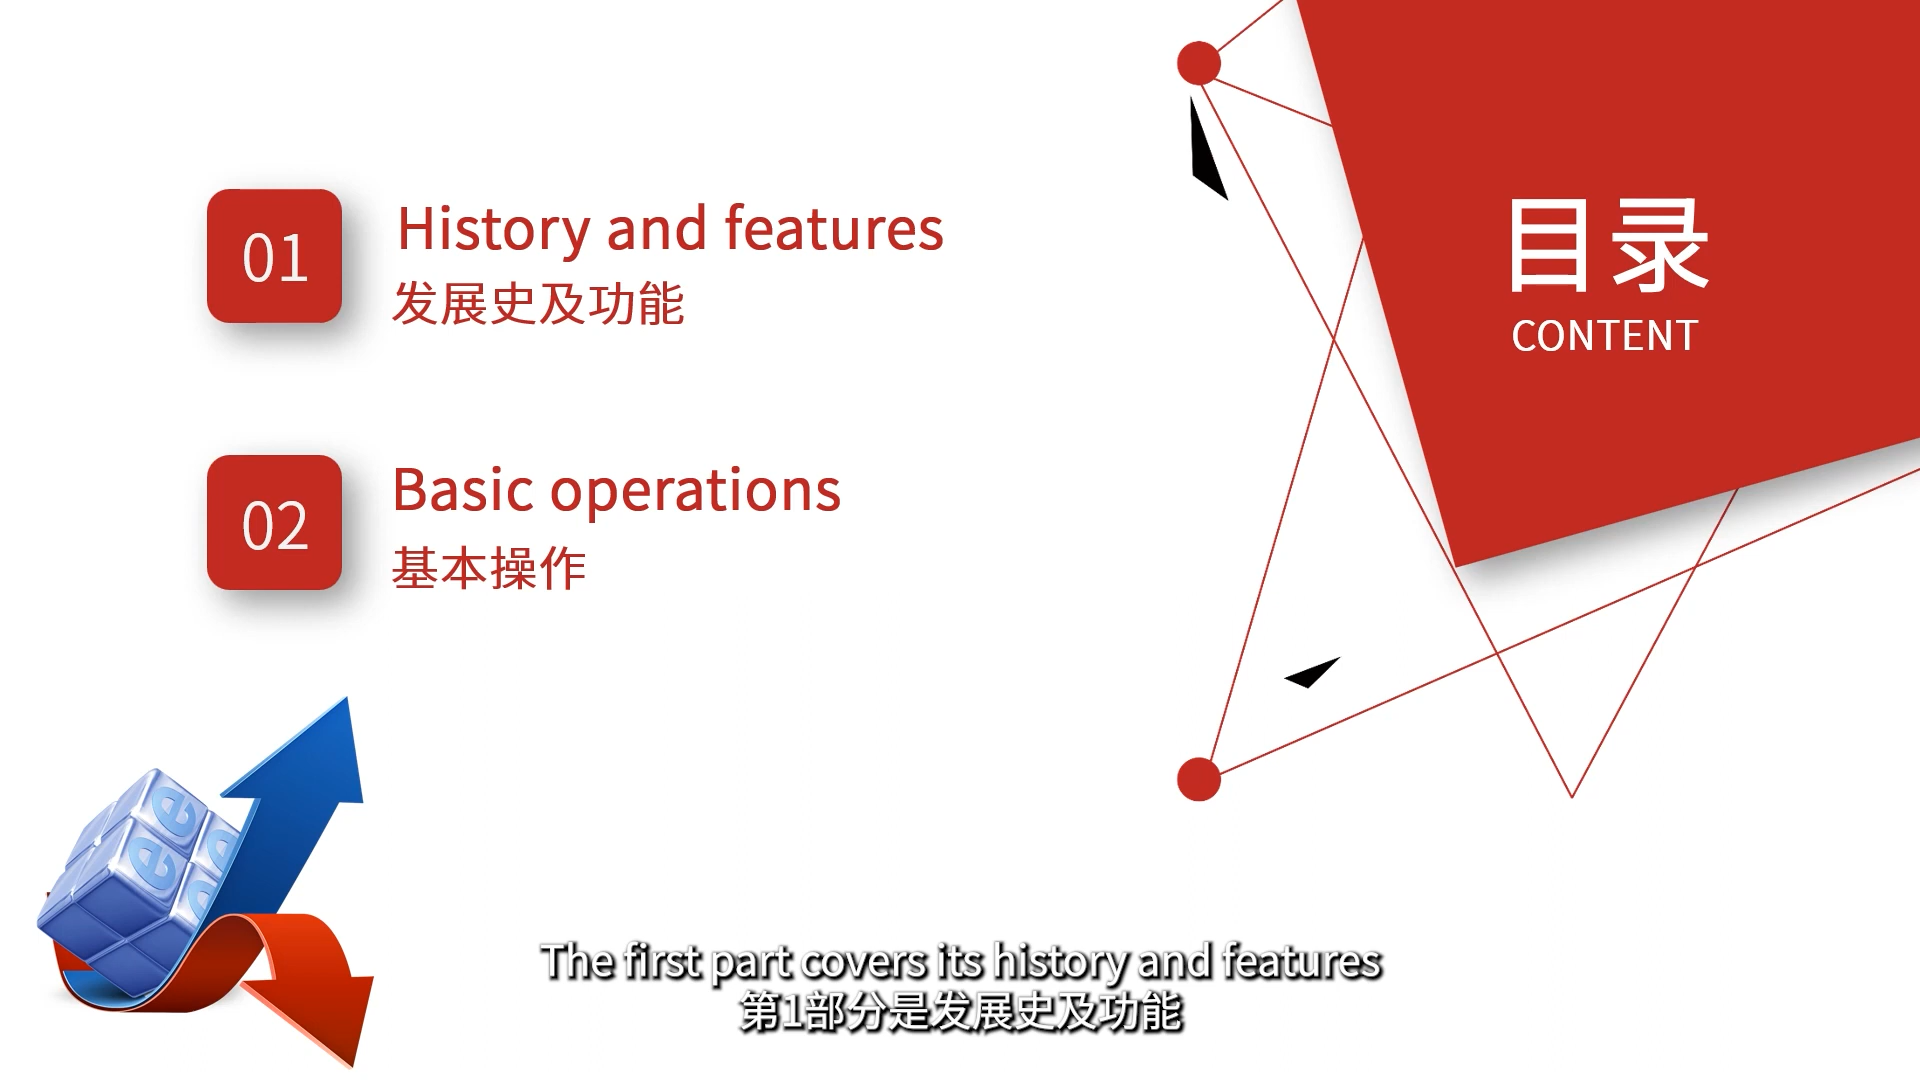 目录
CONTENT
01
History and features
发展史及功能
02
Basic operations
基本操作
e
e
e
e
The first part covers its history and features
第1部分是发展史及功能